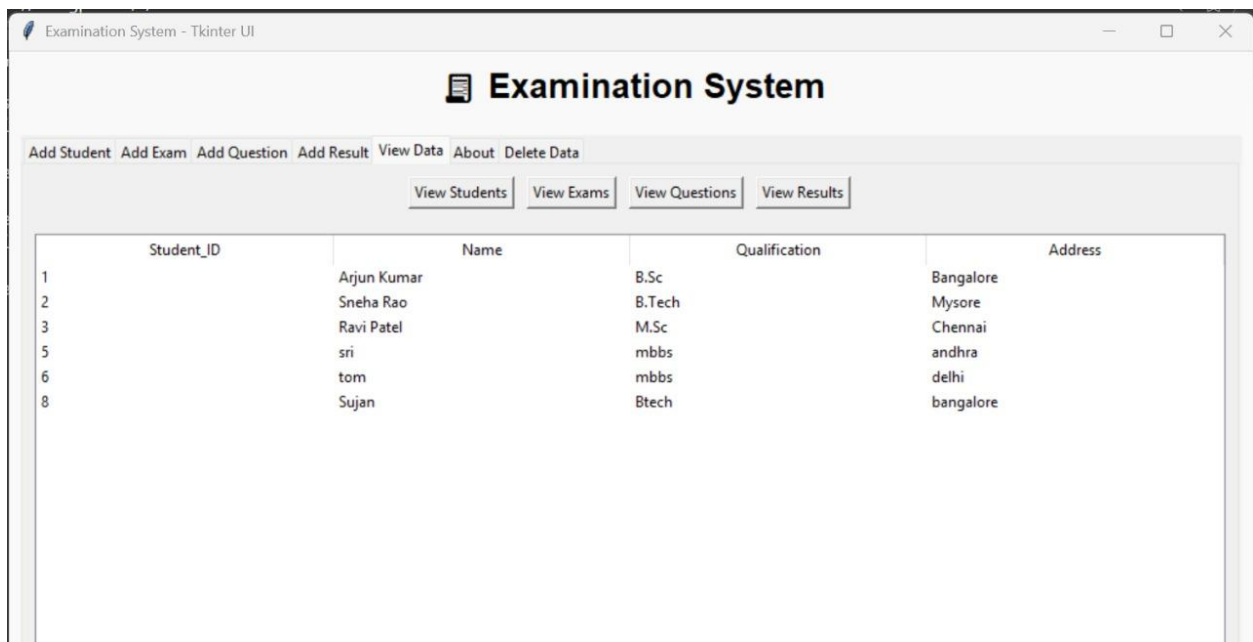 Examination System - Tkinter UI
Examination System
Add Student Add Exam Add Question Add Result View Data About Delete Data
View Students View Exams View Questions View Results
Student_ID Name Qualification Address
1 Arjun Kumar B.Sc Bangalore
2 Sneha Rao B.Tech Mysore
3 Ravi Patel M.Sc Chennai
5 sri mbbs andhra
6 tom mbbs delhi
8 Sujan Btech bangalore